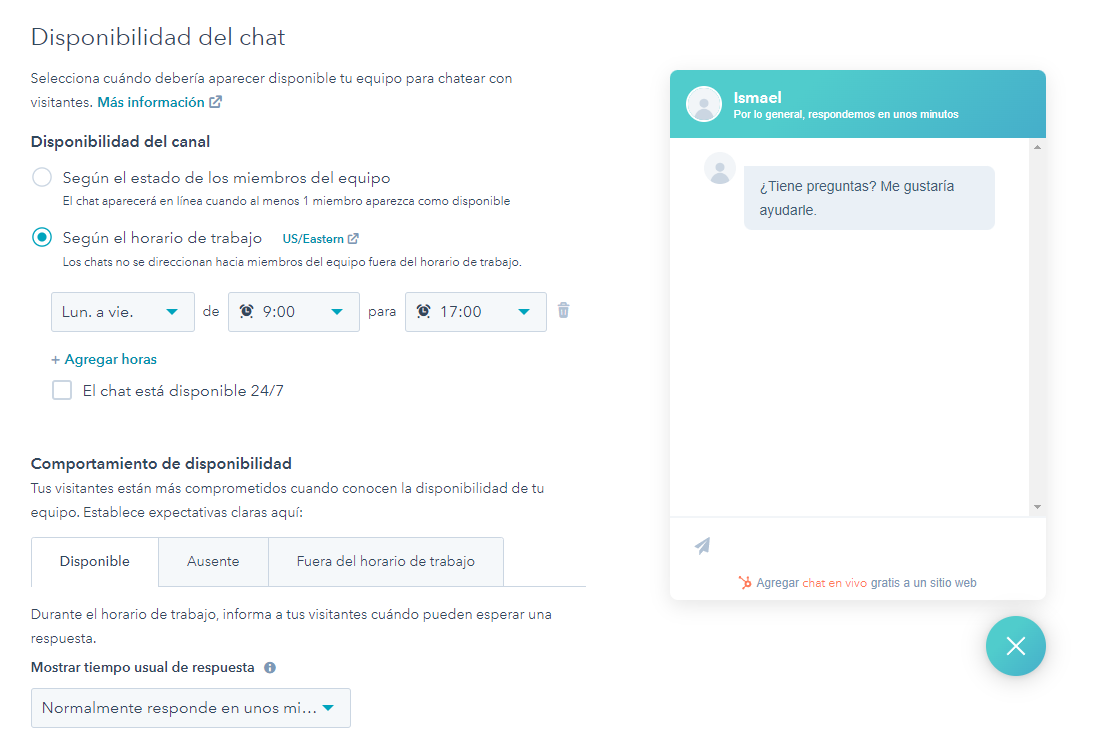 Disponibilidad del chat
Selecciona cuándo debería aparecer disponible tu equipo para chatear con
visitantes. Más información
Disponibilidad del canal
Según el estado de los miembros del equipo
El chat aparecerá en línea cuando al menos 1 miembro aparezca como disponible
Según el horario de trabajo US/Eastern
Los chats no se direccionan hacia miembros del equipo fuera del horario de trabajo.
Lun. a vie. de 9:00 para 17:00
+ Agregar horas
El chat está disponible 24/7
Comportamiento de disponibilidad
Tus visitantes están más comprometidos cuando conocen la disponibilidad de tu
equipo. Establece expectativas claras aquí:
Disponible Ausente Fuera del horario de trabajo
Durante el horario de trabajo, informa a tus visitantes cuándo pueden esperar una
respuesta.
Mostrar tiempo usual de respuesta
Normalmente responde en unos mi...
Ismael
Por lo general, respondemos en unos minutos
¿Tiene preguntas? Me gustaría
ayudarle.
Agregar chat en vivo gratis a un sitio web